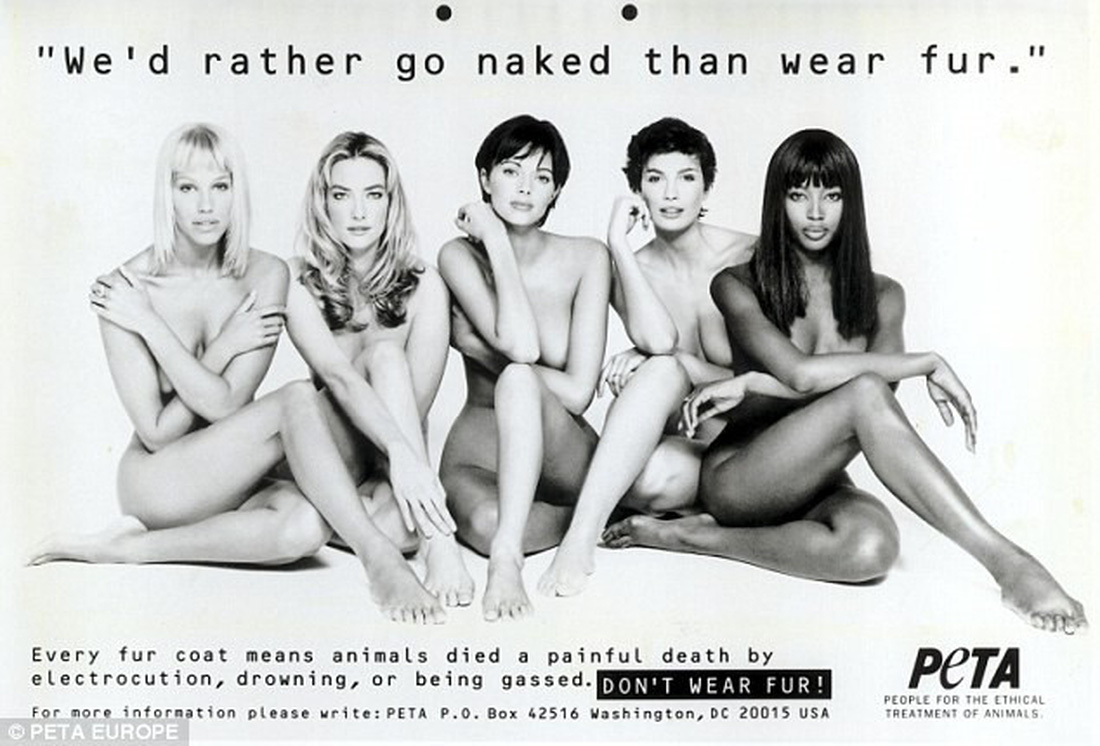 "We'd rather go naked than wear fur."
Every fur coat means animals died a painful death by
electrocution, drowning, or being gassed. DON'T WEAR FUR!
For more information please write: PETA P.O. Box 42516 Washington, DC 20015 USA
PeTA
PEOPLE FOR THE ETHICAL
TREATMENT OF ANIMALS.
© PETA EUROPE